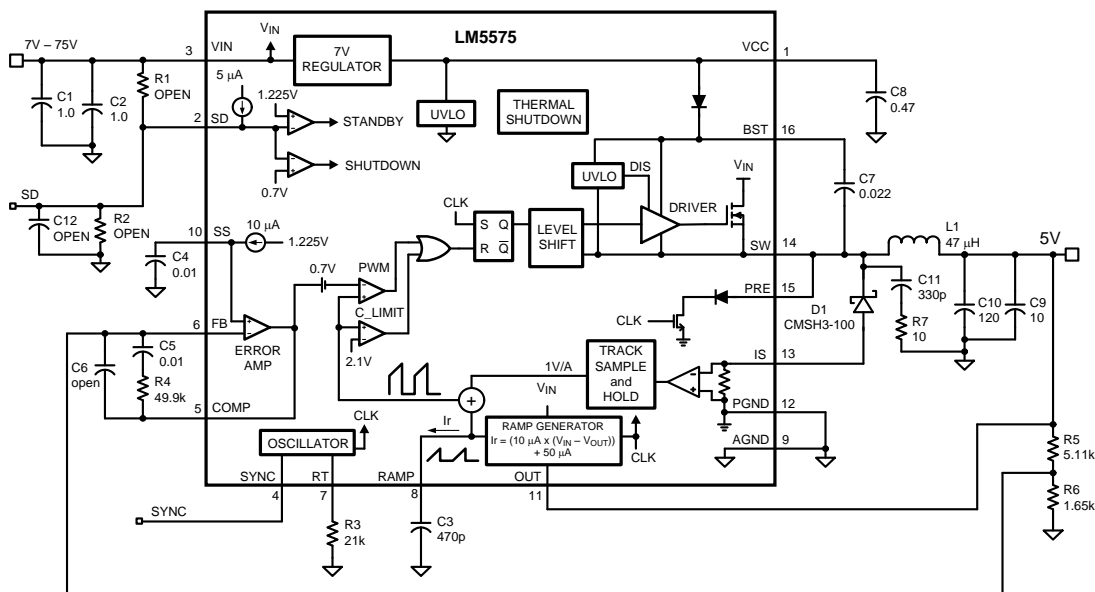 LM5575
7V – 75V
3
VIN
VIN
7V
REGULATOR
VCC
1
C1
1.0
C2
1.0
R1
OPEN
5 µA
1.225V
STANDBY
2
SD
UVLO
THERMAL
SHUTDOWN
C8
0.47
SHUTDOWN
0.7V
BST
16
SD
C12
OPEN
R2
OPEN
UVLO
DIS
VIN
DRIVER
C7
0.022
CLK
S Q
R Q
LEVEL
SHIFT
10
SS
10 µA
1.225V
C4
0.01
SW
14
L1
47 µH
5V
0.7V
PWM
C_LIMIT
2.1V
PRE
15
CLK
D1
CMSH3-100
C11
330p
R7
10
C10
120
C9
10
6
FB
ERROR
AMP
C5
0.01
C6
open
R4
49.9k
5
COMP
1V/A
TRACK
SAMPLE
and
HOLD
IS
13
VIN
PGND
12
Ir
RAMP GENERATOR
Ir = (10 µA x (VIN – VOUT))
+ 50 µA
CLK
AGND
9
OSCILLATOR
CLK
R5
5.11k
R6
1.65k
SYNC
4
RT
7
RAMP
8
OUT
11
SYNC
R3
21k
C3
470p